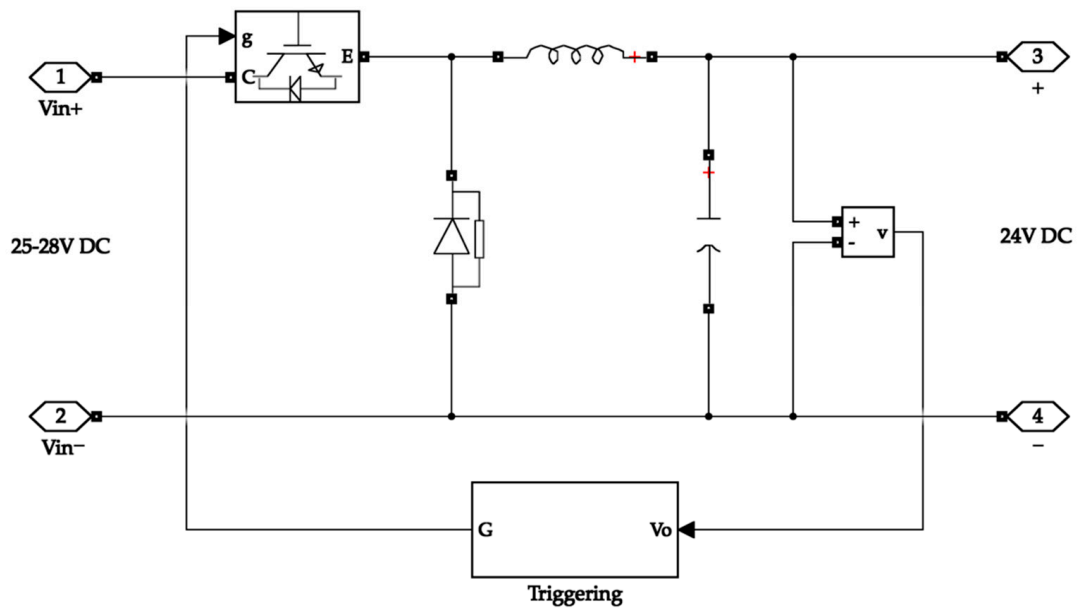 g
E
1
C
3
Vin+
+
+
25-28V DC
+
v
-
24V DC
2
4
Vin−
−
G
Vo
Triggering